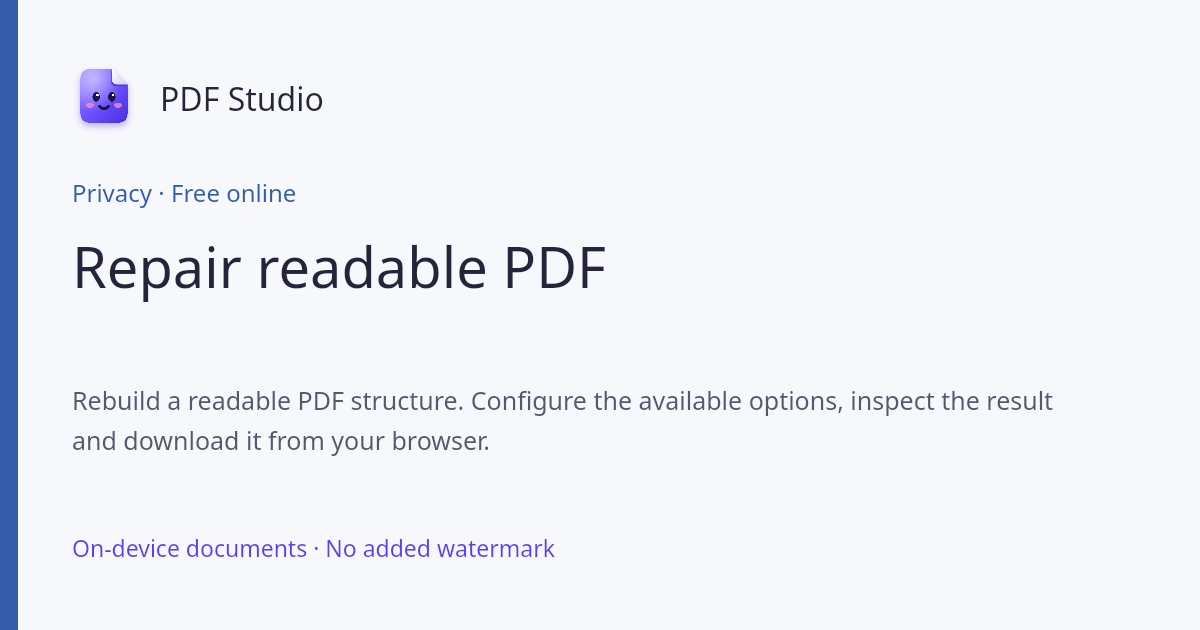 PDF Studio
Privacy · Free online
Repair readable PDF
Rebuild a readable PDF structure. Configure the available options, inspect the result
and download it from your browser.
On-device documents · No added watermark